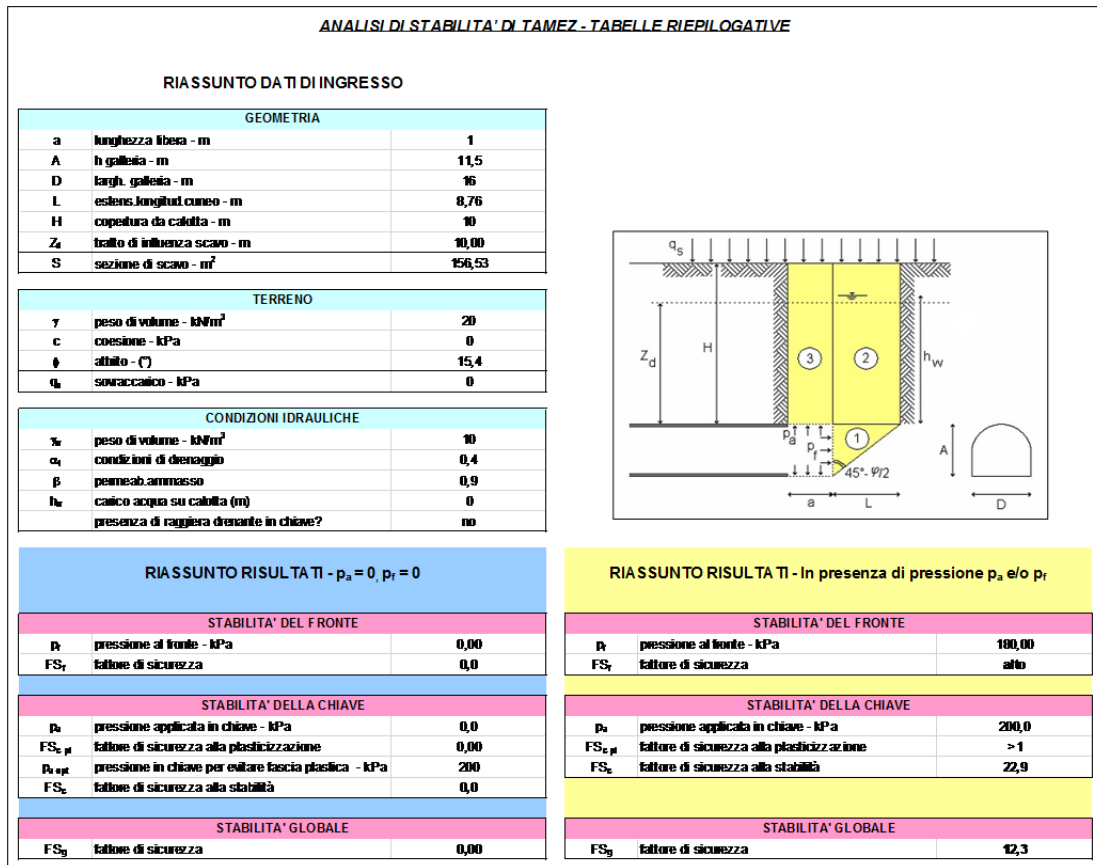 ANALISI DI STABILITA' DI TAMEZ - TABELLE RIEPILOGATIVE
RIASSUNTO DATI DI INGRESSO
GEOMETRIA
a lunghezza libera - m 1
A h galleria - m 11,5
D largh. galleria - m 16
L estens.longitud.cuneo - m 8,76
H copertura da calotta - m 10
Zd tratto di influenza scavo - m 10,00
S sezione di scavo - m² 156,53
TERRENO
γ peso di volume - kN/m³ 20
c coesione - kPa 0
ϕ attrito - (°) 15,4
qs sovraccarico - kPa 0
CONDIZIONI IDRAULICHE
γw peso di volume - kN/m³ 10
αf condizioni di drenaggio 0,4
β permeab.ammasso 0,9
hw carico acqua su calotta (m) 0
presenza di raggiera drenante in chiave? no
qs
Zd
H
3
2
hw
pa
pf
1
45°- φ/2
A
a
L
D
RIASSUNTO RISULTATI - pa = 0, pf = 0
STABILITA' DEL FRONTE
pf pressione al fronte - kPa 0,00
FSf fattore di sicurezza 0,0
STABILITA' DELLA CHIAVE
pa pressione applicata in chiave - kPa 0,0
FSc pl fattore di sicurezza alla plasticizzazione 0,00
pa opt pressione in chiave per evitare fascia plastica - kPa 200
FSc fattore di sicurezza alla stabilità 0,0
STABILITA' GLOBALE
FSg fattore di sicurezza 0,00
RIASSUNTO RISULTATI - In presenza di pressione pa e/o pf
STABILITA' DEL FRONTE
pf pressione al fronte - kPa 180,00
FSf fattore di sicurezza alto
STABILITA' DELLA CHIAVE
pa pressione applicata in chiave - kPa 200,0
FSc pl fattore di sicurezza alla plasticizzazione >1
FSc fattore di sicurezza alla stabilità 22,9
STABILITA' GLOBALE
FSg fattore di sicurezza 12,3